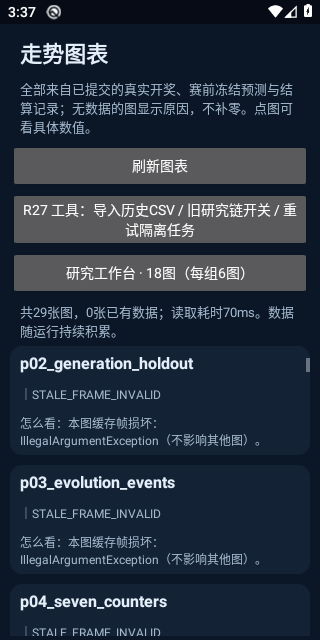 3:37
走势图表
全部来自已提交的真实开奖、赛前冻结预测与结
算记录；无数据的图显示原因，不补零。点图可
看具体数值。
刷新图表
R27 工具：导入历史CSV / 旧研究链开关 / 重
试隔离任务
研究工作台 · 18图（每组6图）
共29张图，0张已有数据；读取耗时70ms。数据
随运行持续积累。
p02_generation_holdout
｜STALE_FRAME_INVALID
怎么看：本图缓存帧损坏：
IllegalArgumentException（不影响其他图）。
p03_evolution_events
｜STALE_FRAME_INVALID
怎么看：本图缓存帧损坏：
IllegalArgumentException（不影响其他图）。
p04_seven_counters
｜STALE_FRAME_INVALID